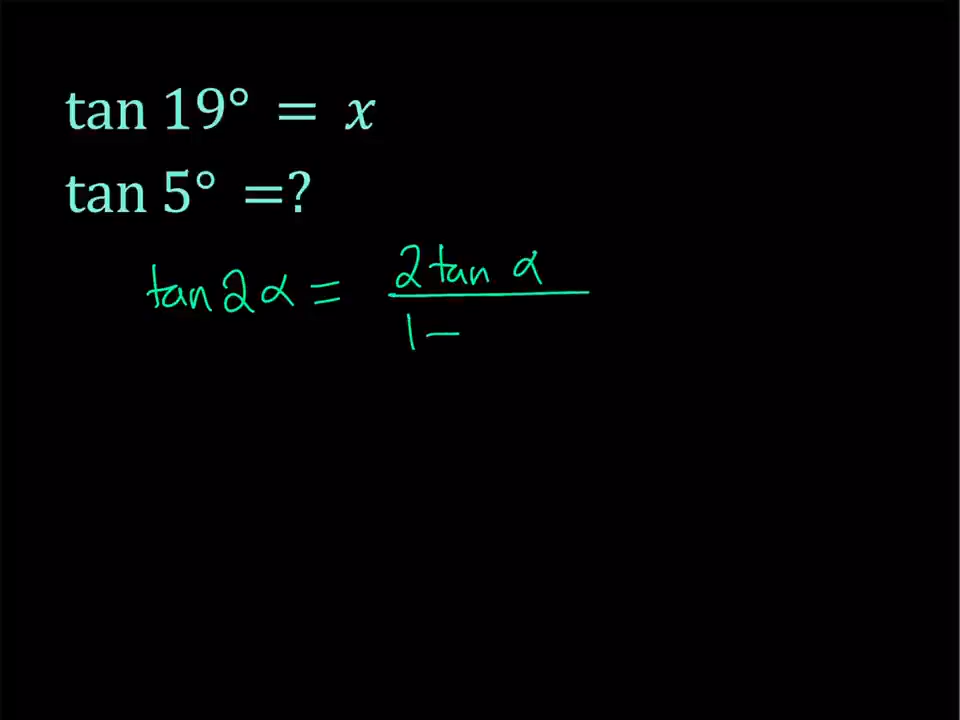 tan 19° = x
tan 5° =?
tan 2α = 2 tan α
1 −